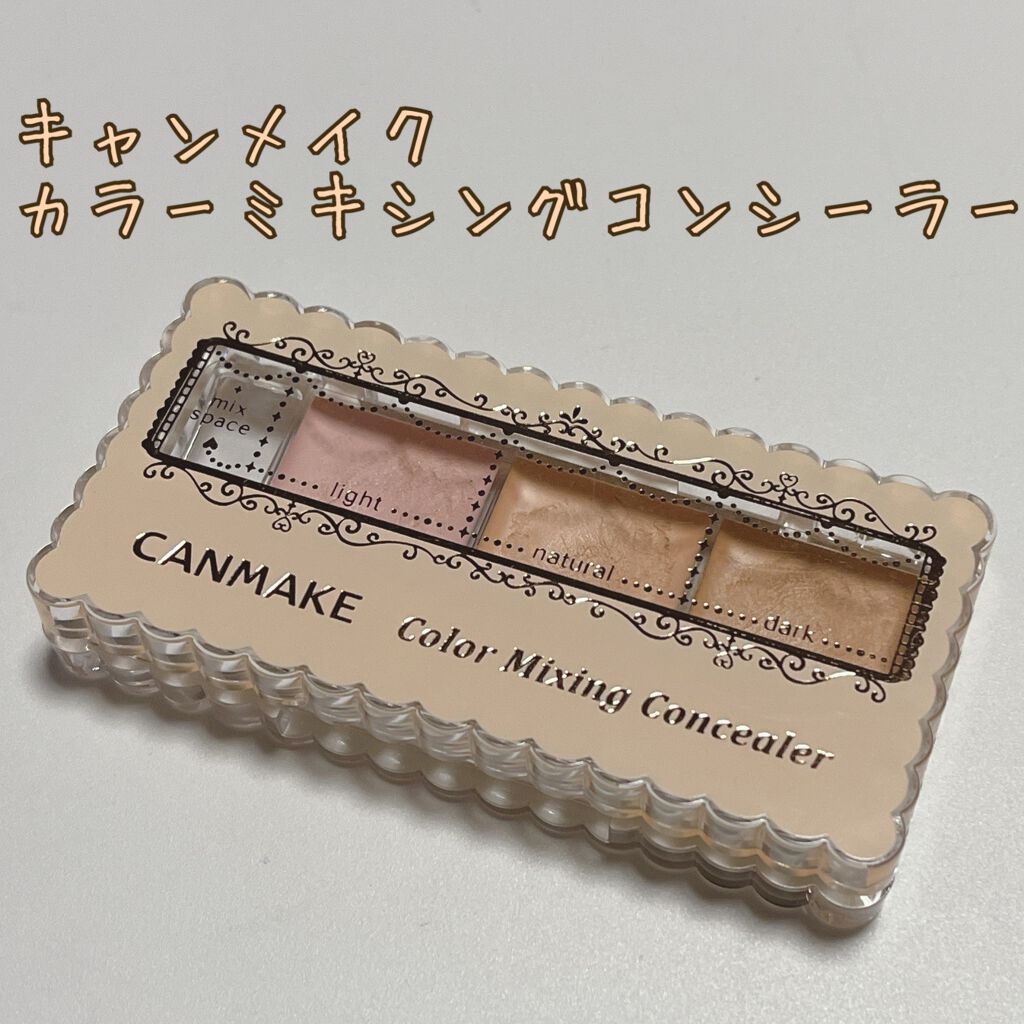 キャンメイク
カラーミキシングコンシーラー
mix
space
light
natural
dark
CANMAKE
Color Mixing Concealer